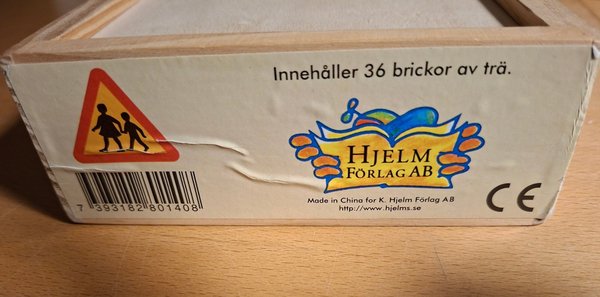 Innehåller 36 brickor av trä.
HJELM
FÖRLAG AB
Made in China for K. Hjelm Förlag AB
http://www.hjelms.se
CE
7 393182 801408